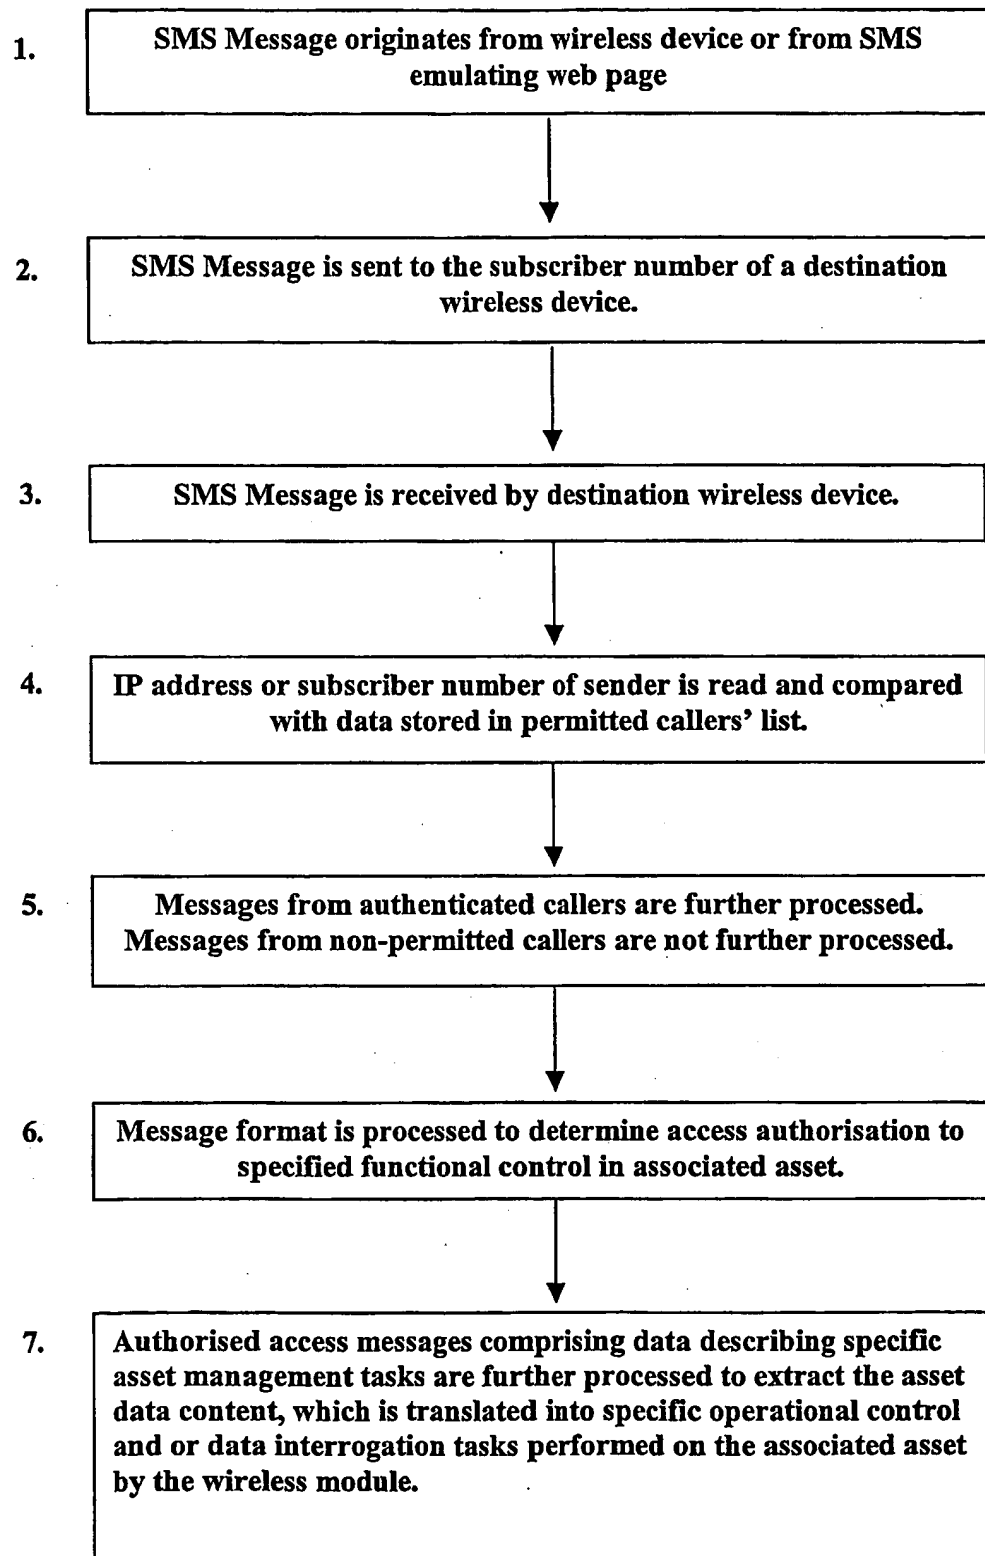 1.
SMS Message originates from wireless device or from SMS
emulating web page
2.
SMS Message is sent to the subscriber number of a destination
wireless device.
3.
SMS Message is received by destination wireless device.
4.
IP address or subscriber number of sender is read and compared
with data stored in permitted callers’ list.
5.
Messages from authenticated callers are further processed.
Messages from non-permitted callers are not further processed.
6.
Message format is processed to determine access authorisation to
specified functional control in associated asset.
7.
Authorised access messages comprising data describing specific
asset management tasks are further processed to extract the asset
data content, which is translated into specific operational control
and or data interrogation tasks performed on the associated asset
by the wireless module.